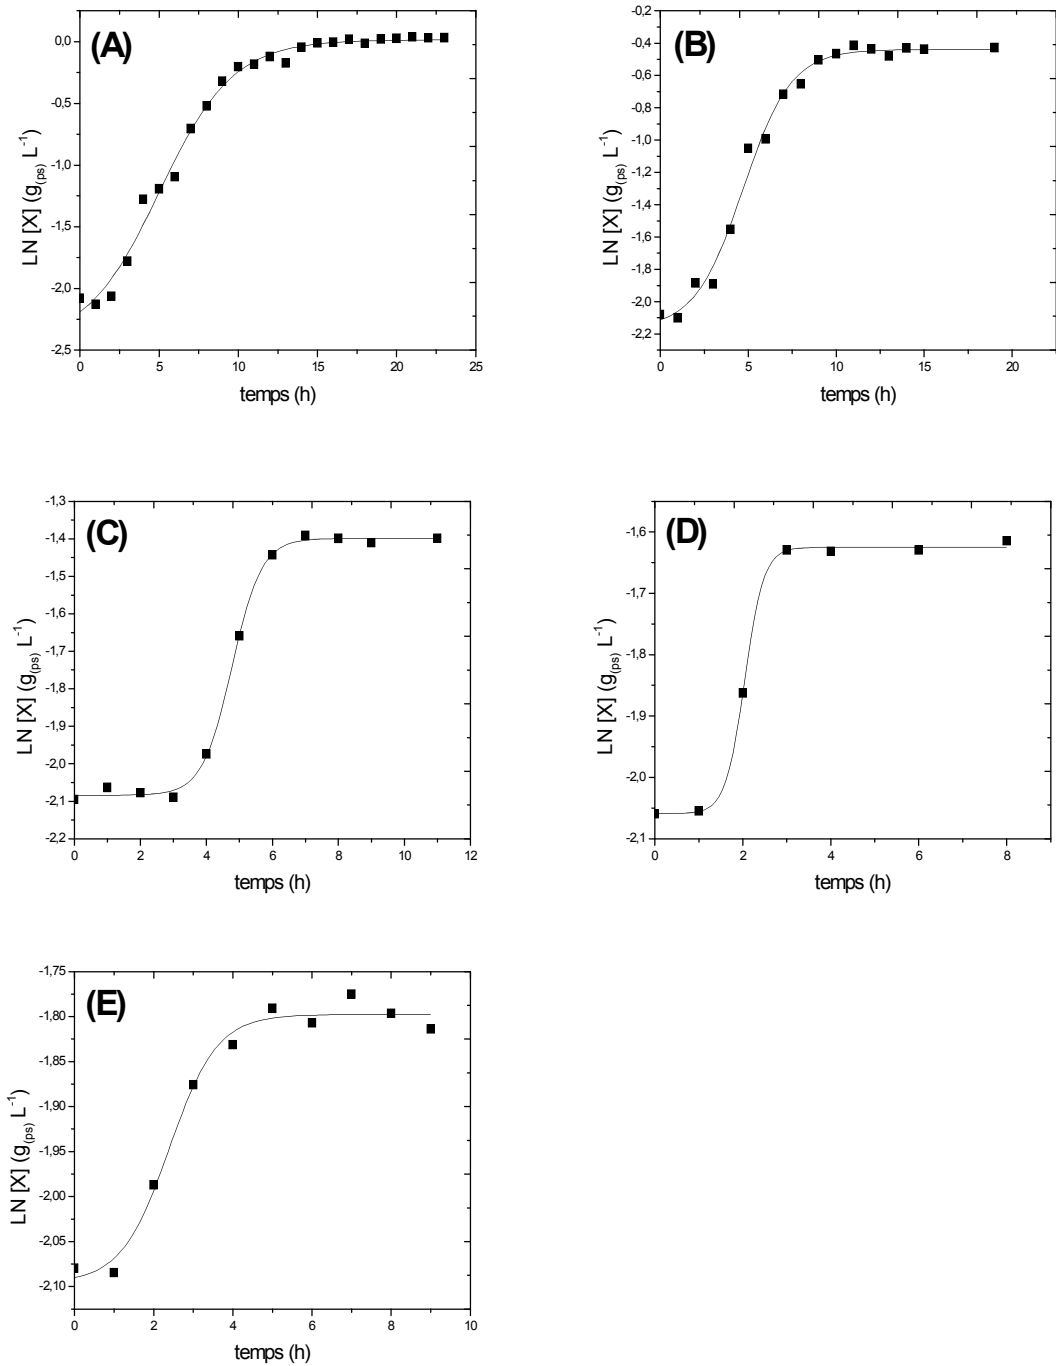 (A)
0,0
-0,5
-1,0
-1,5
-2,0
-2,5
LN [X] (g(ps) L-1)
0 5 10 15 20 25
temps (h)
(B)
-0,2
-0,4
-0,6
-0,8
-1,0
-1,2
-1,4
-1,6
-1,8
-2,0
-2,2
LN [X] (g(ps) L-1)
0 5 10 15 20
temps (h)
(C)
-1,3
-1,4
-1,5
-1,6
-1,7
-1,8
-1,9
-2,0
-2,1
-2,2
LN [X] (g(ps) L-1)
0 2 4 6 8 10 12
temps (h)
(D)
-1,6
-1,7
-1,8
-1,9
-2,0
-2,1
LN [X] (g(ps) L-1)
0 2 4 6 8
temps (h)
(E)
-1,75
-1,80
-1,85
-1,90
-1,95
-2,00
-2,05
-2,10
LN [X] (g(ps) L-1)
0 2 4 6 8 10
temps (h)